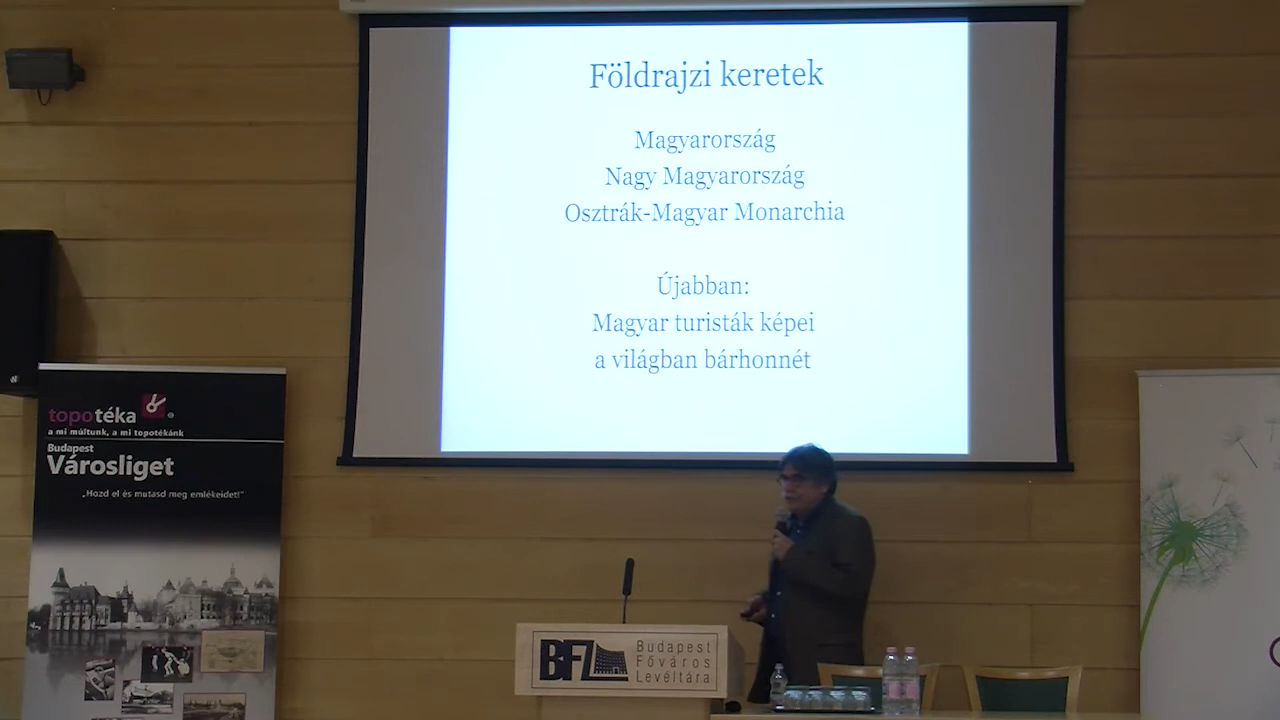 Földrajzi keretek
Magyarország
Nagy Magyarország
Osztrák-Magyar Monarchia
Újabban:
Magyar turisták képei
a világban bárhonnét
topotéka ®
a mi múltunk, a mi topotékánk
Budapest
Városliget
„Hozd el és mutasd meg emlékeidet!”
BFL
Budapest
Főváros
Levéltára